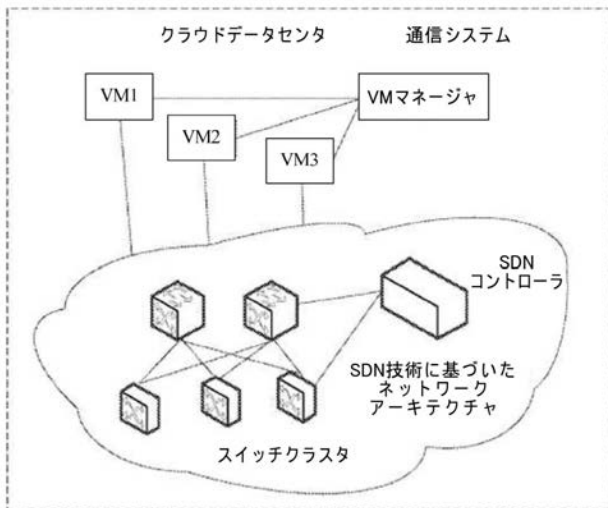 クラウドデータセンタ
通信システム
VM1
VMマネージャ
VM2
VM3
SDN
コントローラ
SDN技術に基づいた
ネットワーク
アーキテクチャ
スイッチクラスタ